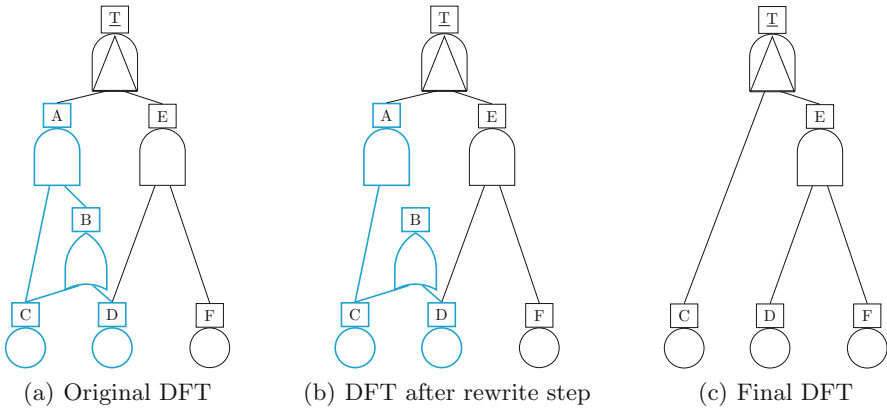 T T T
A E A E E
B B
C D F C D F C D F
(a) Original DFT (b) DFT after rewrite step (c) Final DFT